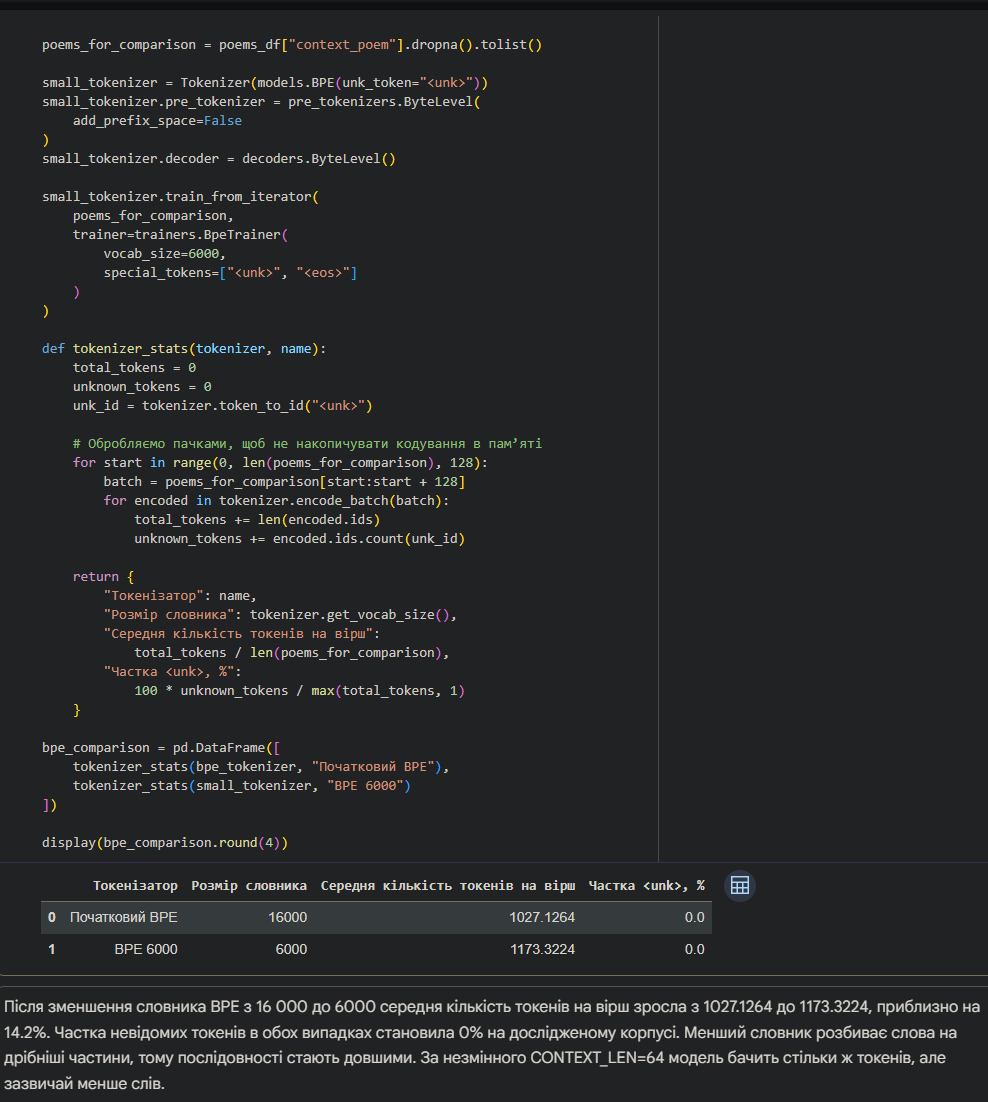 poems_for_comparison = poems_df["context_poem"].dropna().tolist()
small_tokenizer = Tokenizer(models.BPE(unk_token="<unk>"))
small_tokenizer.pre_tokenizer = pre_tokenizers.ByteLevel(
    add_prefix_space=False
)
small_tokenizer.decoder = decoders.ByteLevel()
small_tokenizer.train_from_iterator(
    poems_for_comparison,
    trainer=trainers.BpeTrainer(
        vocab_size=6000,
        special_tokens=["<unk>", "<eos>"]
    )
)
def tokenizer_stats(tokenizer, name):
    total_tokens = 0
    unknown_tokens = 0
    unk_id = tokenizer.token_to_id("<unk>")
    # Обробляємо пачками, щоб не накопичувати кодування в пам’яті
    for start in range(0, len(poems_for_comparison), 128):
        batch = poems_for_comparison[start:start + 128]
        for encoded in tokenizer.encode_batch(batch):
            total_tokens += len(encoded.ids)
            unknown_tokens += encoded.ids.count(unk_id)
    return {
        "Токенізатор": name,
        "Розмір словника": tokenizer.get_vocab_size(),
        "Середня кількість токенів на вірш":
            total_tokens / len(poems_for_comparison),
        "Частка <unk>, %":
            100 * unknown_tokens / max(total_tokens, 1)
    }
bpe_comparison = pd.DataFrame([
    tokenizer_stats(bpe_tokenizer, "Початковий BPE"),
    tokenizer_stats(small_tokenizer, "BPE 6000")
])
display(bpe_comparison.round(4))
Токенізатор Розмір словника Середня кількість токенів на вірш Частка <unk>, %
0 Початковий BPE 16000 1027.1264 0.0
1 BPE 6000 6000 1173.3224 0.0
Після зменшення словника BPE з 16 000 до 6000 середня кількість токенів на вірш зросла з 1027.1264 до 1173.3224, приблизно на
14.2%. Частка невідомих токенів в обох випадках становила 0% на дослідженому корпусі. Менший словник розбиває слова на
дрібніші частини, тому послідовності стають довшими. За незмінного CONTEXT_LEN=64 модель бачить стільки ж токенів, але
зазвичай менше слів.